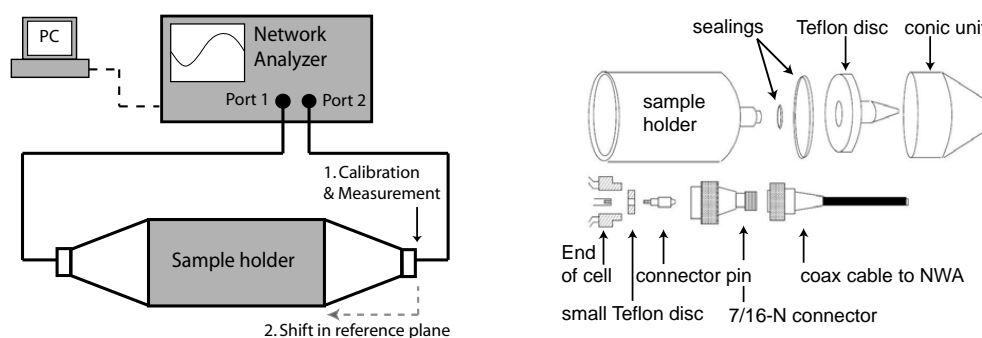 PC
Network
Analyzer
Port 1
Port 2
1. Calibration
& Measurement
Sample holder
2. Shift in reference plane
sealings
Teflon disc
conic unit
sample
holder
End
of cell
connector pin
coax cable to NWA
small Teflon disc
7/16-N connector